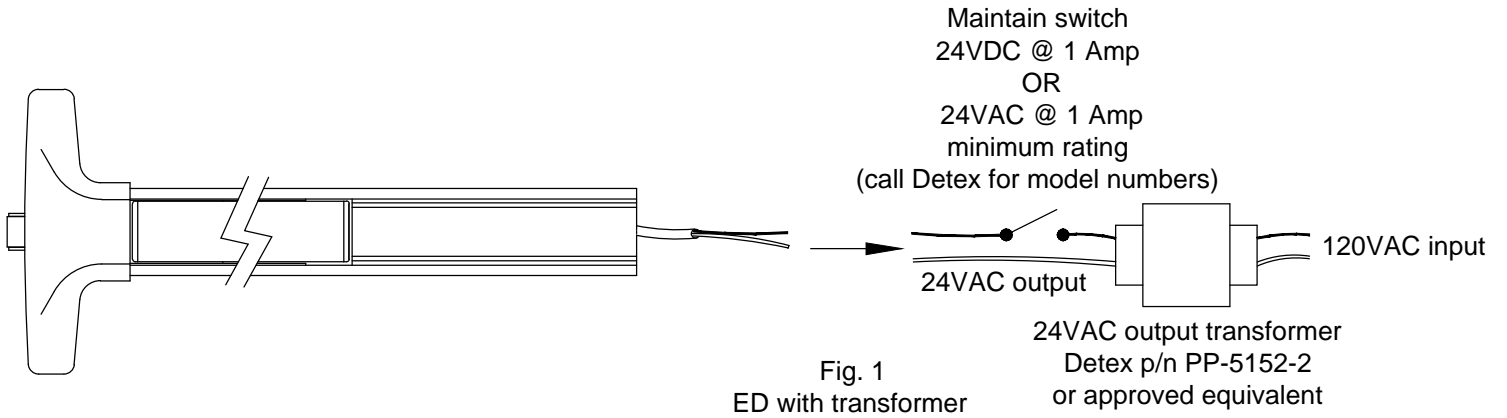 Maintain switch
24VDC @ 1 Amp
OR
24VAC @ 1 Amp
minimum rating
(call Detex for model numbers)
120VAC input
24VAC output
24VAC output transformer
Detex p/n PP-5152-2
or approved equivalent
Fig. 1
ED with transformer